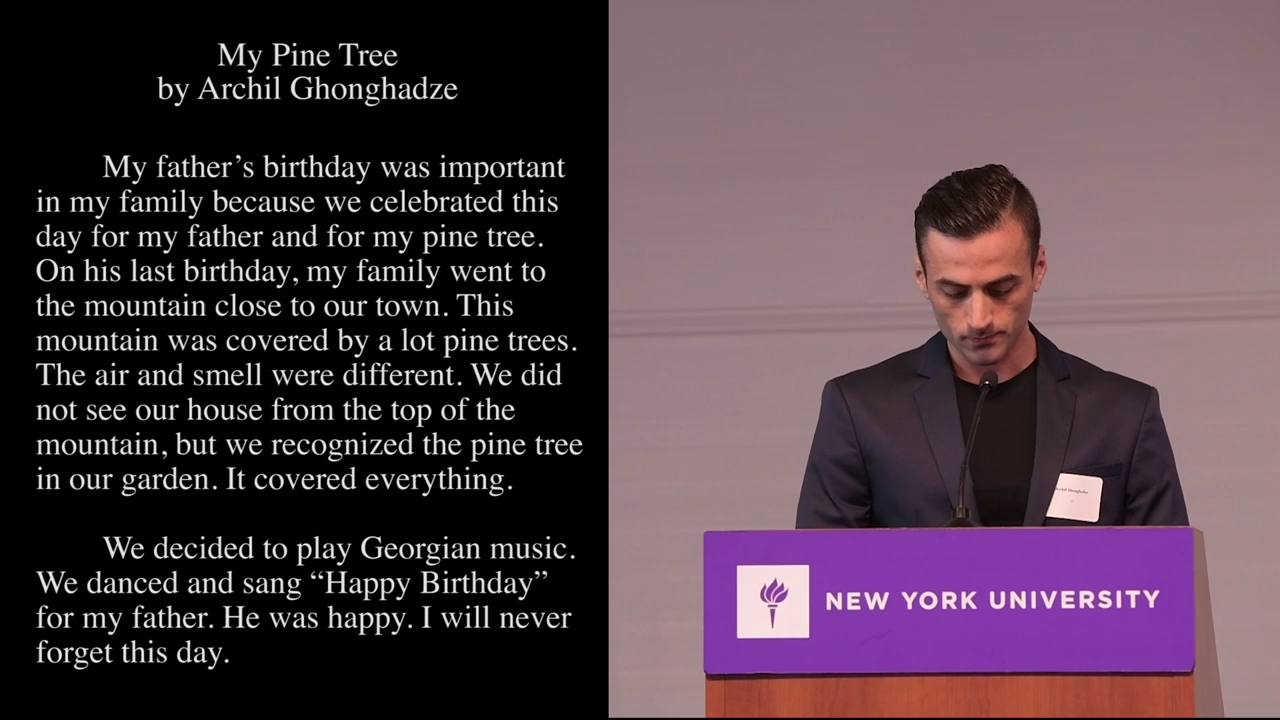 My Pine Tree
by Archil Ghonghadze
My father’s birthday was important
in my family because we celebrated this
day for my father and for my pine tree.
On his last birthday, my family went to
the mountain close to our town. This
mountain was covered by a lot pine trees.
The air and smell were different. We did
not see our house from the top of the
mountain, but we recognized the pine tree
in our garden. It covered everything.
We decided to play Georgian music.
We danced and sang “Happy Birthday”
for my father. He was happy. I will never
forget this day.
Archil Ghonghadze
NEW YORK UNIVERSITY